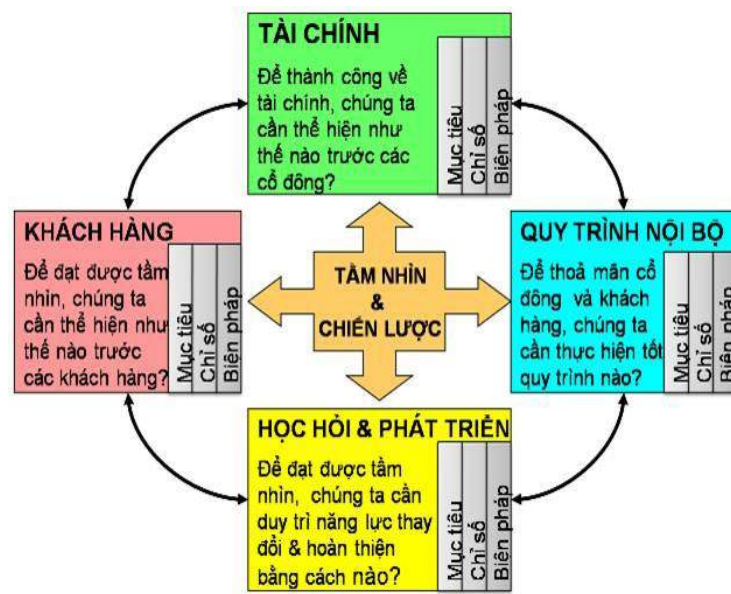 TÀI CHÍNH
Để thành công về
tài chính, chúng ta
cần thể hiện như
thế nào trước các
cổ đông?
Mục tiêu
Chỉ số
Biện pháp
KHÁCH HÀNG
Để đạt được tầm
nhìn, chúng ta
cần thể hiện như
thế nào trước
các khách hàng?
Mục tiêu
Chỉ số
Biện pháp
TẦM NHÌN
&
CHIẾN LƯỢC
QUY TRÌNH NỘI BỘ
Để thoả mãn cổ
đông và khách
hàng, chúng ta
cần thực hiện tốt
quy trình nào?
Mục tiêu
Chỉ số
Biện pháp
HỌC HỎI & PHÁT TRIỂN
Để đạt được tầm
nhìn, chúng ta cần
duy trì năng lực thay
đổi & hoàn thiện
bằng cách nào?
Mục tiêu
Chỉ số
Biện pháp